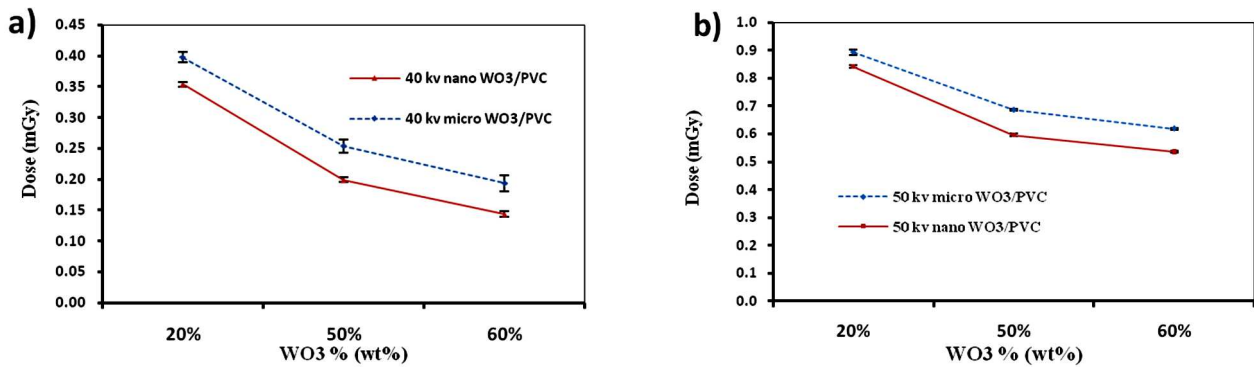 a)
Dose (mGy)
0.45
0.40
0.35
0.30
0.25
0.20
0.15
0.10
0.05
0.00
40 kv nano WO3/PVC
40 kv micro WO3/PVC
20%
50%
60%
WO3 % (wt%)
b)
Dose (mGy)
1.0
0.9
0.8
0.7
0.6
0.5
0.4
0.3
0.2
0.1
0.0
50 kv micro WO3/PVC
50 kv nano WO3/PVC
20%
50%
60%
WO3 % (wt%)